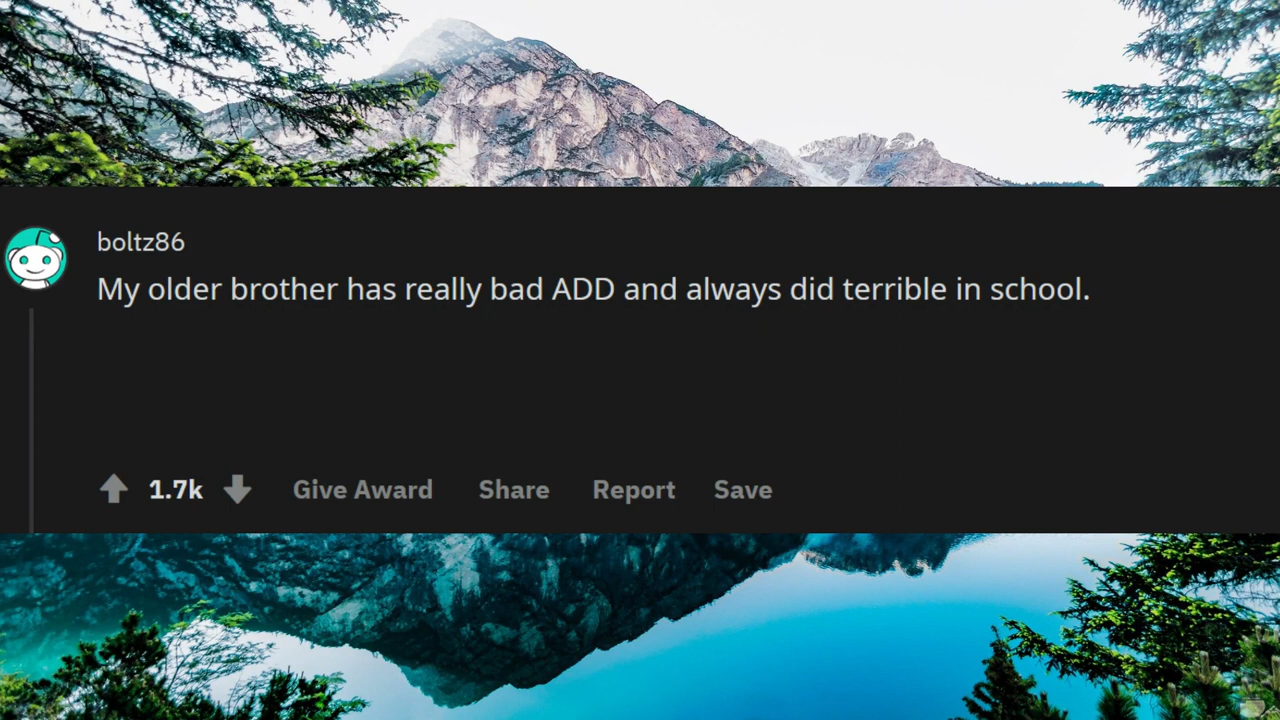 boltz86
My older brother has really bad ADD and always did terrible in school.
1.7k Give Award Share Report Save